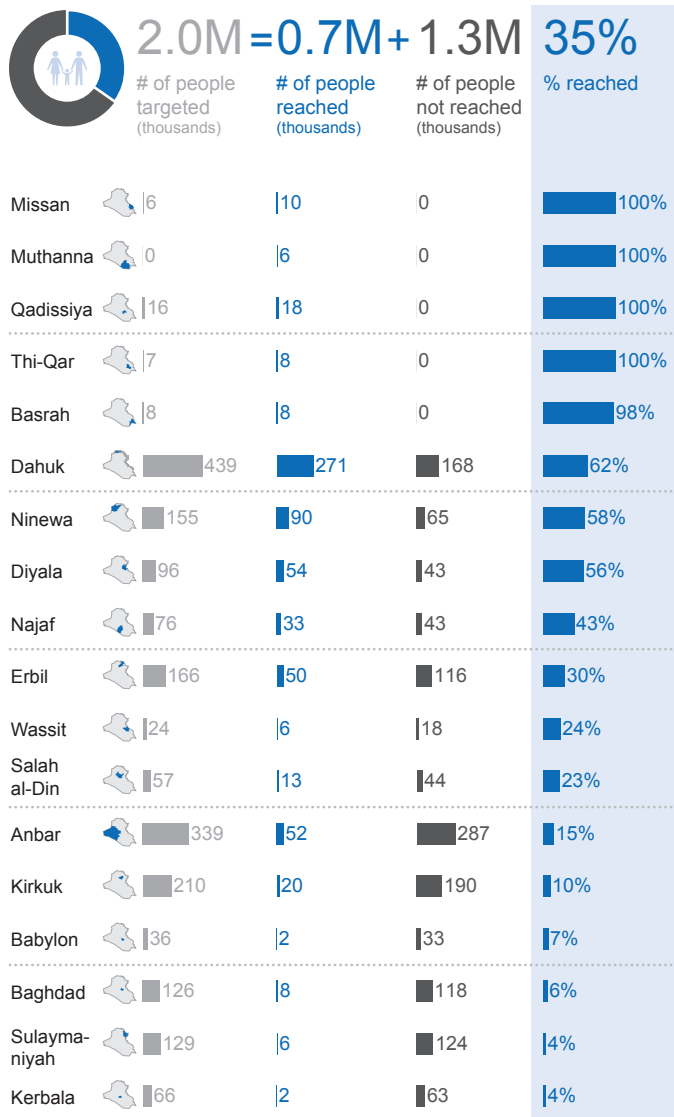 2.0M = 0.7M + 1.3M 35%
# of people targeted (thousands) # of people reached (thousands) # of people not reached (thousands) % reached
Missan 6 10 0 100%
Muthanna 0 6 0 100%
Qadissiya 16 18 0 100%
Thi-Qar 7 8 0 100%
Basrah 8 8 0 98%
Dahuk 439 271 168 62%
Ninewa 155 90 65 58%
Diyala 96 54 43 56%
Najaf 76 33 43 43%
Erbil 166 50 116 30%
Wassit 24 6 18 24%
Salah
al-Din 57 13 44 23%
Anbar 339 52 287 15%
Kirkuk 210 20 190 10%
Babylon 36 2 33 7%
Baghdad 126 8 118 6%
Sulayma-
niyah 129 6 124 4%
Kerbala 66 2 63 4%